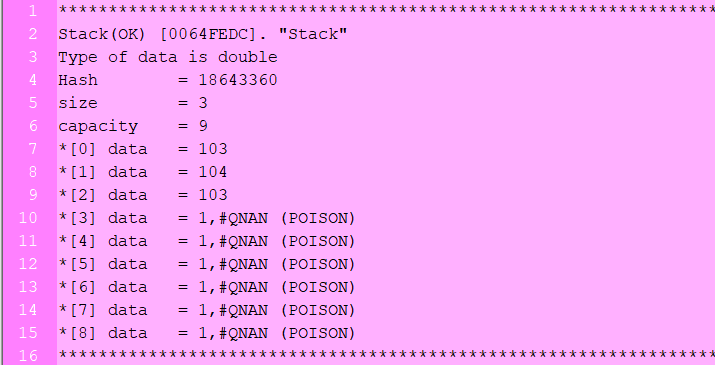 1 ******************************************************************
2 Stack(OK) [0064FEDC]. "Stack"
3 Type of data is double
4 Hash        = 18643360
5 size        = 3
6 capacity    = 9
7 *[0] data   = 103
8 *[1] data   = 104
9 *[2] data   = 103
10 *[3] data   = 1,#QNAN (POISON)
11 *[4] data   = 1,#QNAN (POISON)
12 *[5] data   = 1,#QNAN (POISON)
13 *[6] data   = 1,#QNAN (POISON)
14 *[7] data   = 1,#QNAN (POISON)
15 *[8] data   = 1,#QNAN (POISON)
16 ******************************************************************